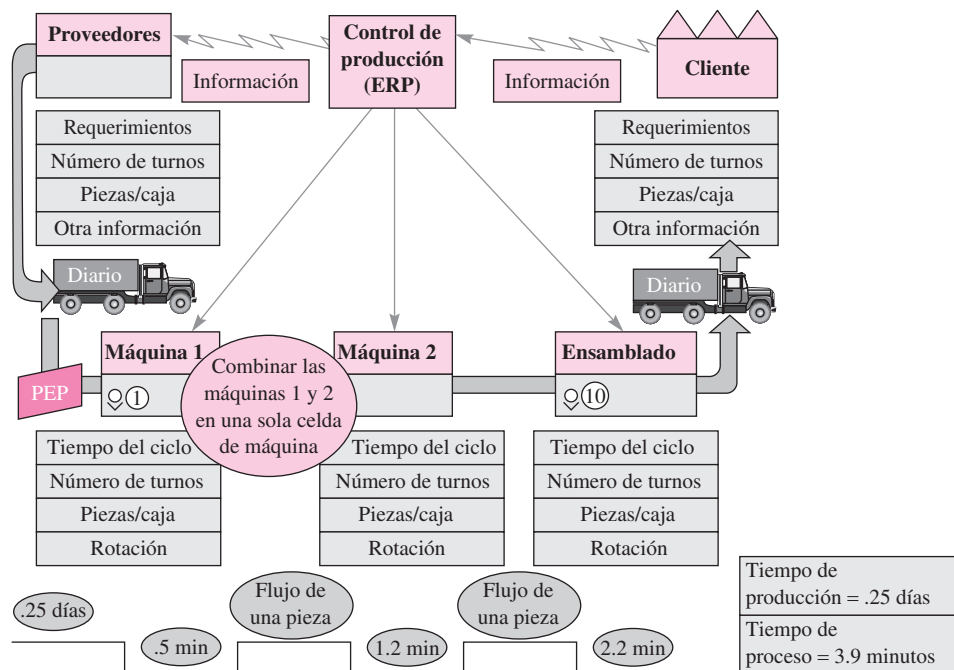 Proveedores
Información
Control de
producción
(ERP)
Información
Cliente
Requerimientos
Número de turnos
Piezas/caja
Otra información
Requerimientos
Número de turnos
Piezas/caja
Otra información
Diario
Diario
PEP
Máquina 1
1
Combinar las
máquinas 1 y 2
en una sola celda
de máquina
Máquina 2
Ensamblado
10
Tiempo del ciclo
Número de turnos
Piezas/caja
Rotación
Tiempo del ciclo
Número de turnos
Piezas/caja
Rotación
Tiempo del ciclo
Número de turnos
Piezas/caja
Rotación
.25 días
.5 min
Flujo de
una pieza
1.2 min
Flujo de
una pieza
2.2 min
Tiempo de
producción = .25 días
Tiempo de
proceso = 3.9 minutos